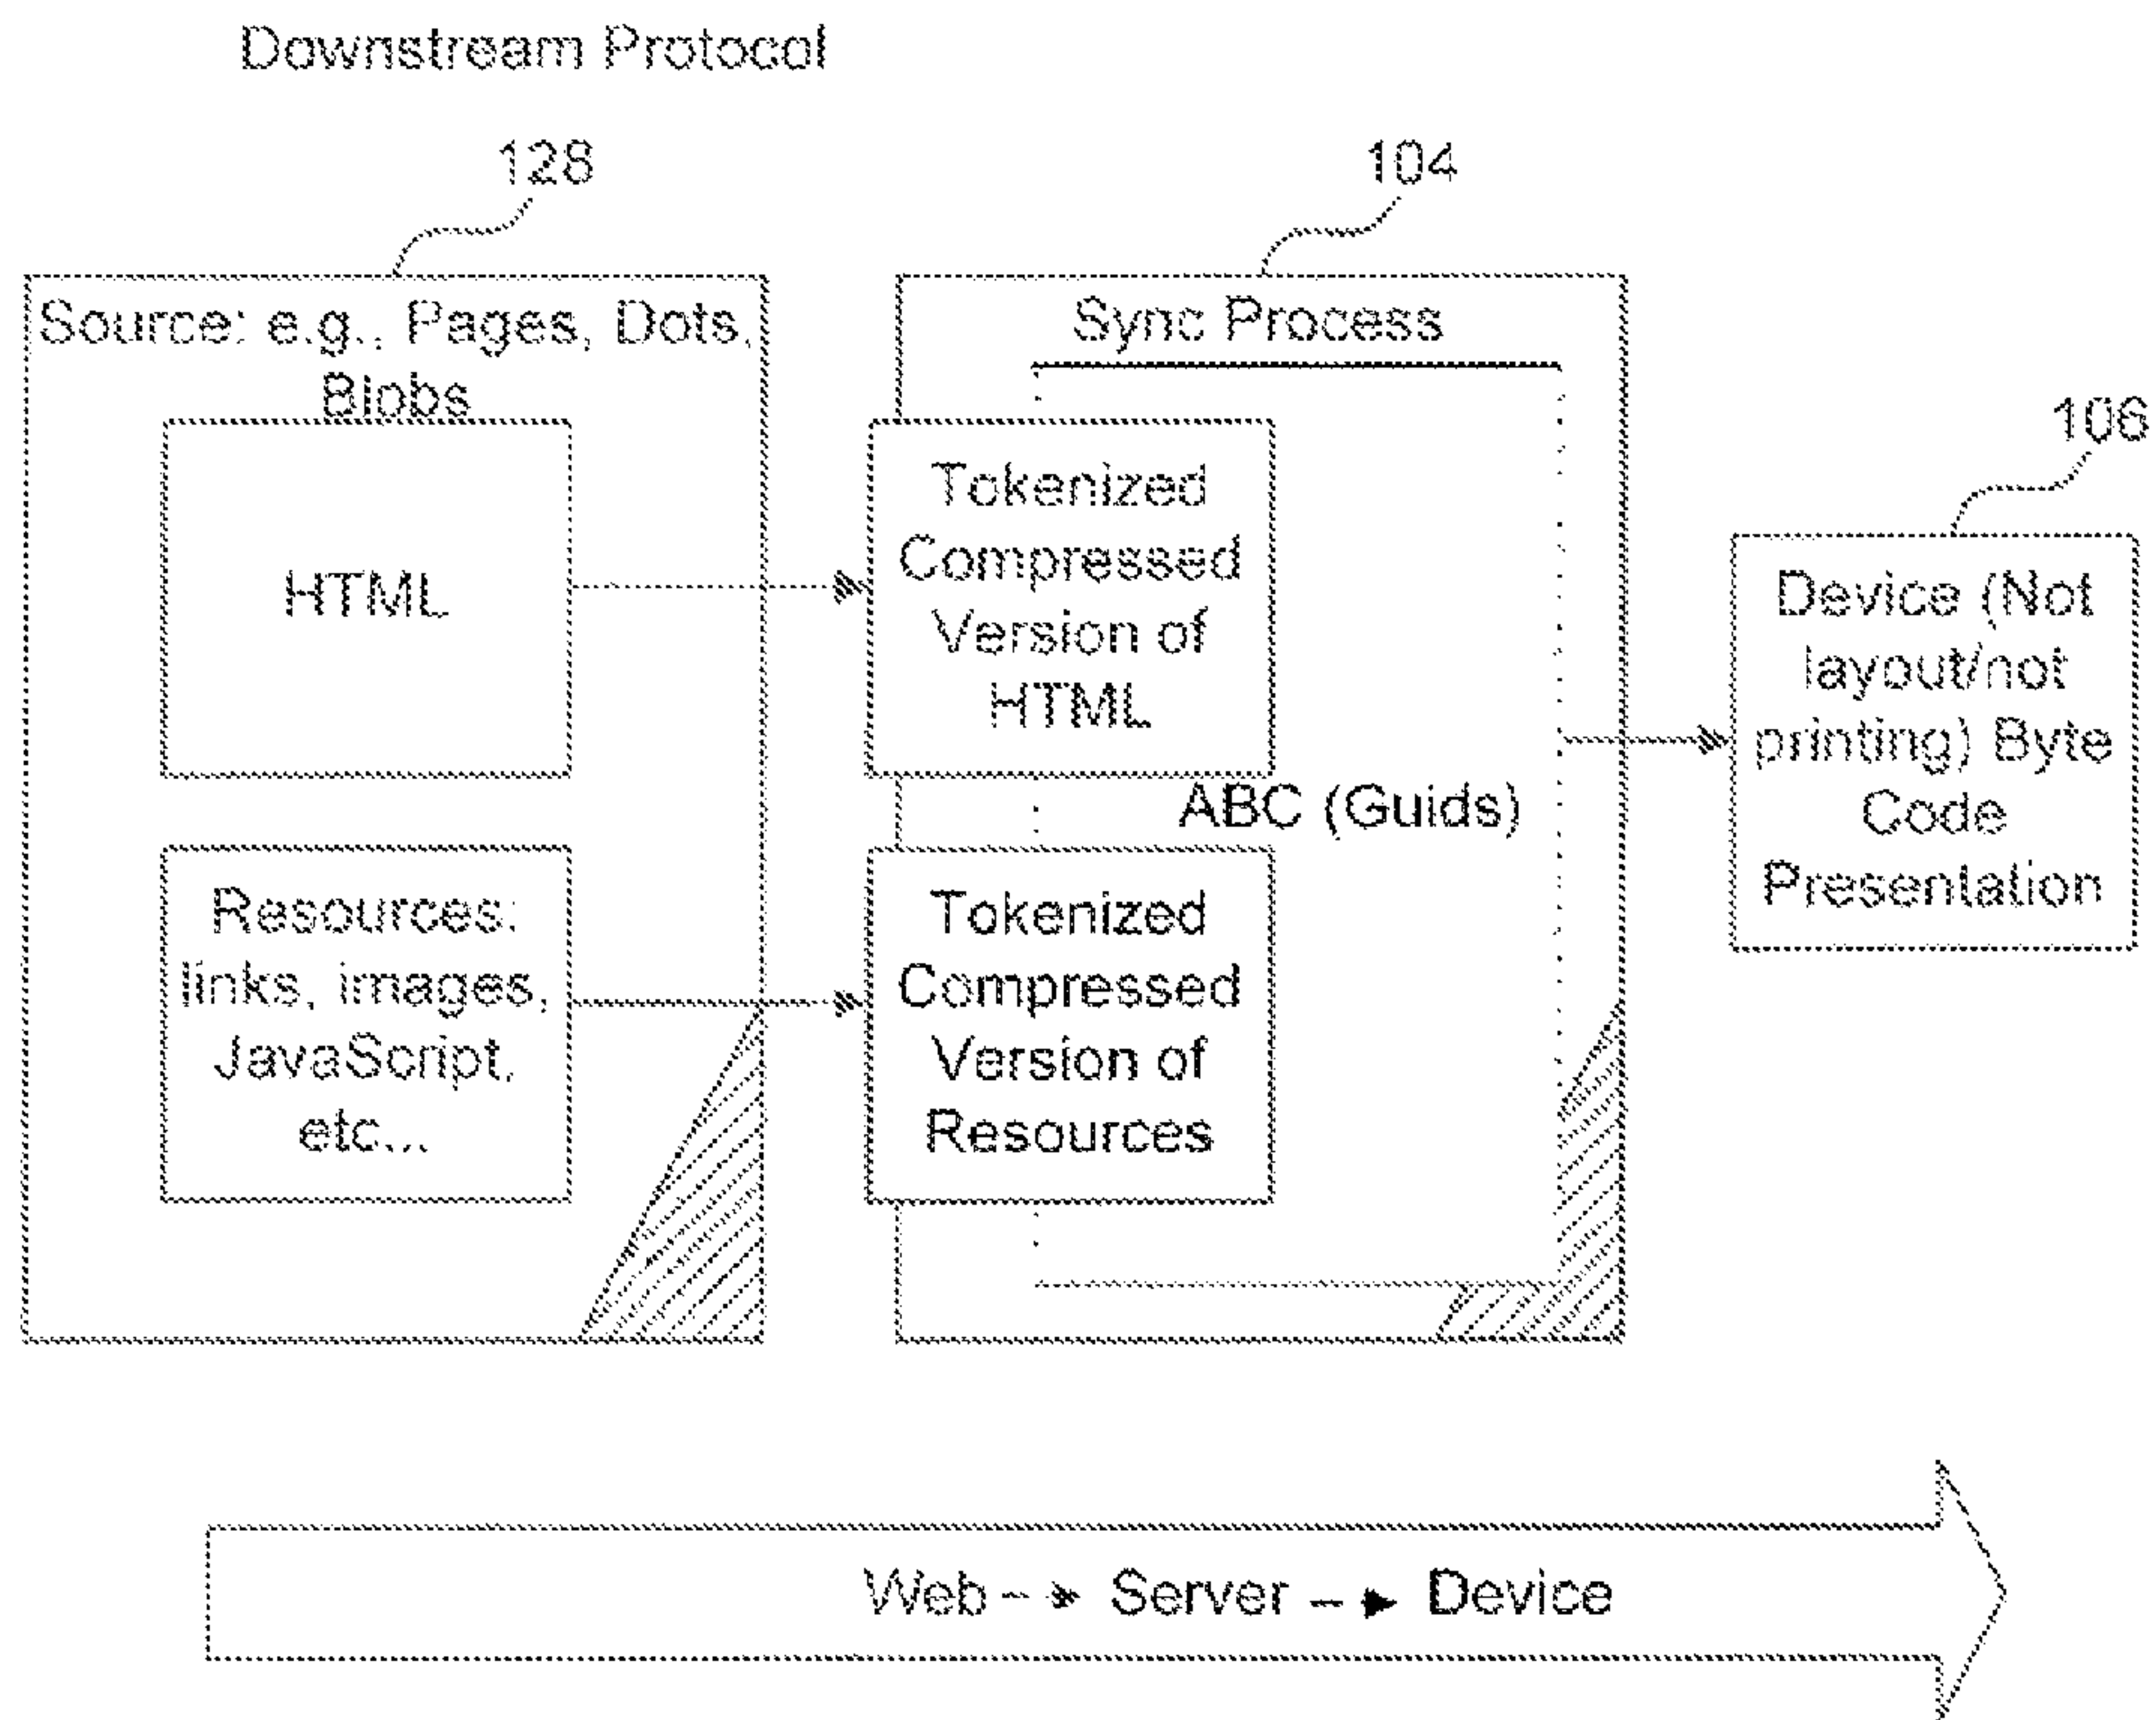 Downstream Protocol
128
104
Source: e.g., Pages, Dots,
Blobs
Sync Process
106
HTML
Tokenized
Compressed
Version of
HTML
Device (Not
layout/not
printing) Byte
Code
Presentation
ABC (Guids)
Resources:
links, images,
JavaScript,
etc...
Tokenized
Compressed
Version of
Resources
Web Server Device